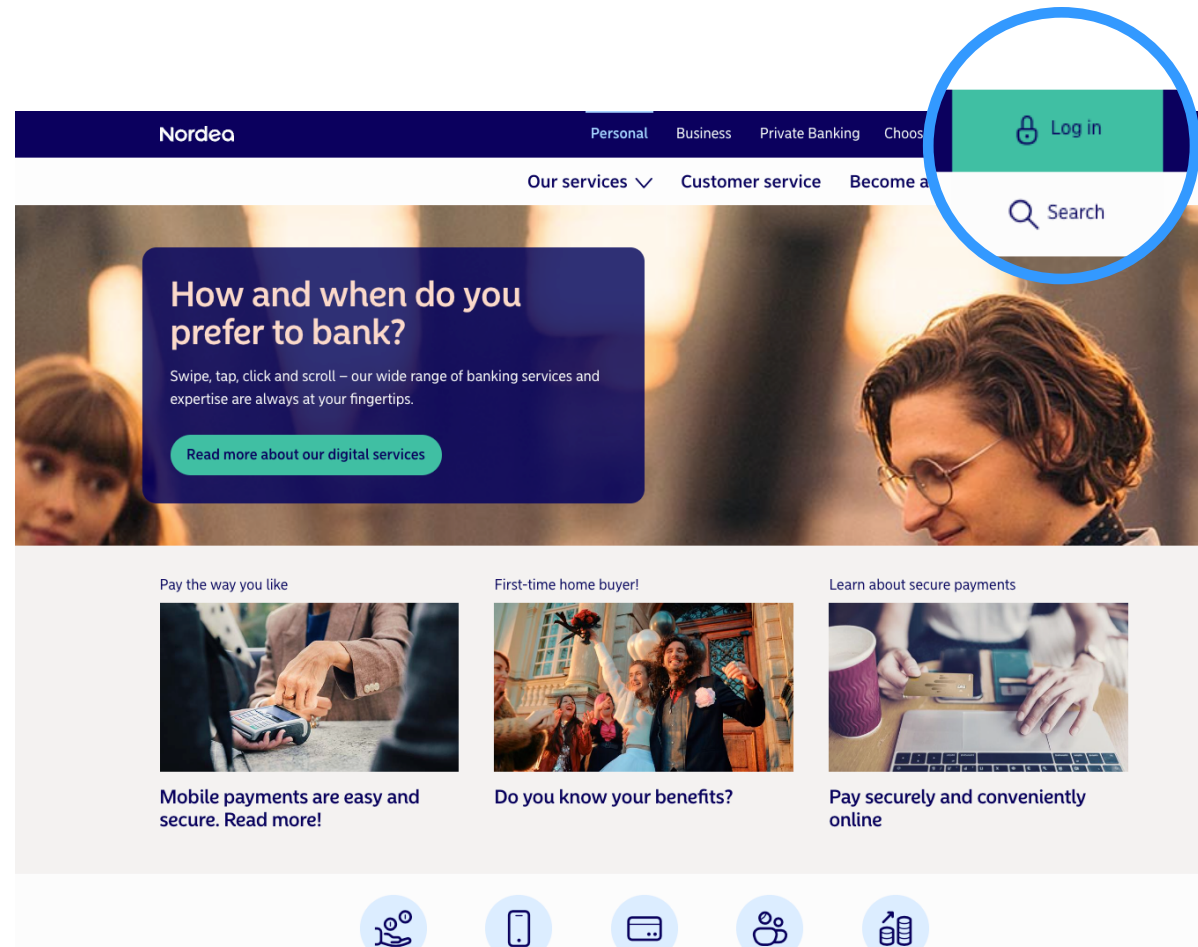 Nordea
Personal Business Private Banking
Log in
Our services Customer service Become a
Search
How and when do you
prefer to bank?
Swipe, tap, click and scroll – our wide range of banking services and
expertise are always at your fingertips.
Read more about our digital services
Pay the way you like
Mobile payments are easy and
secure. Read more!
First-time home buyer!
Do you know your benefits?
Learn about secure payments
Pay securely and conveniently
online